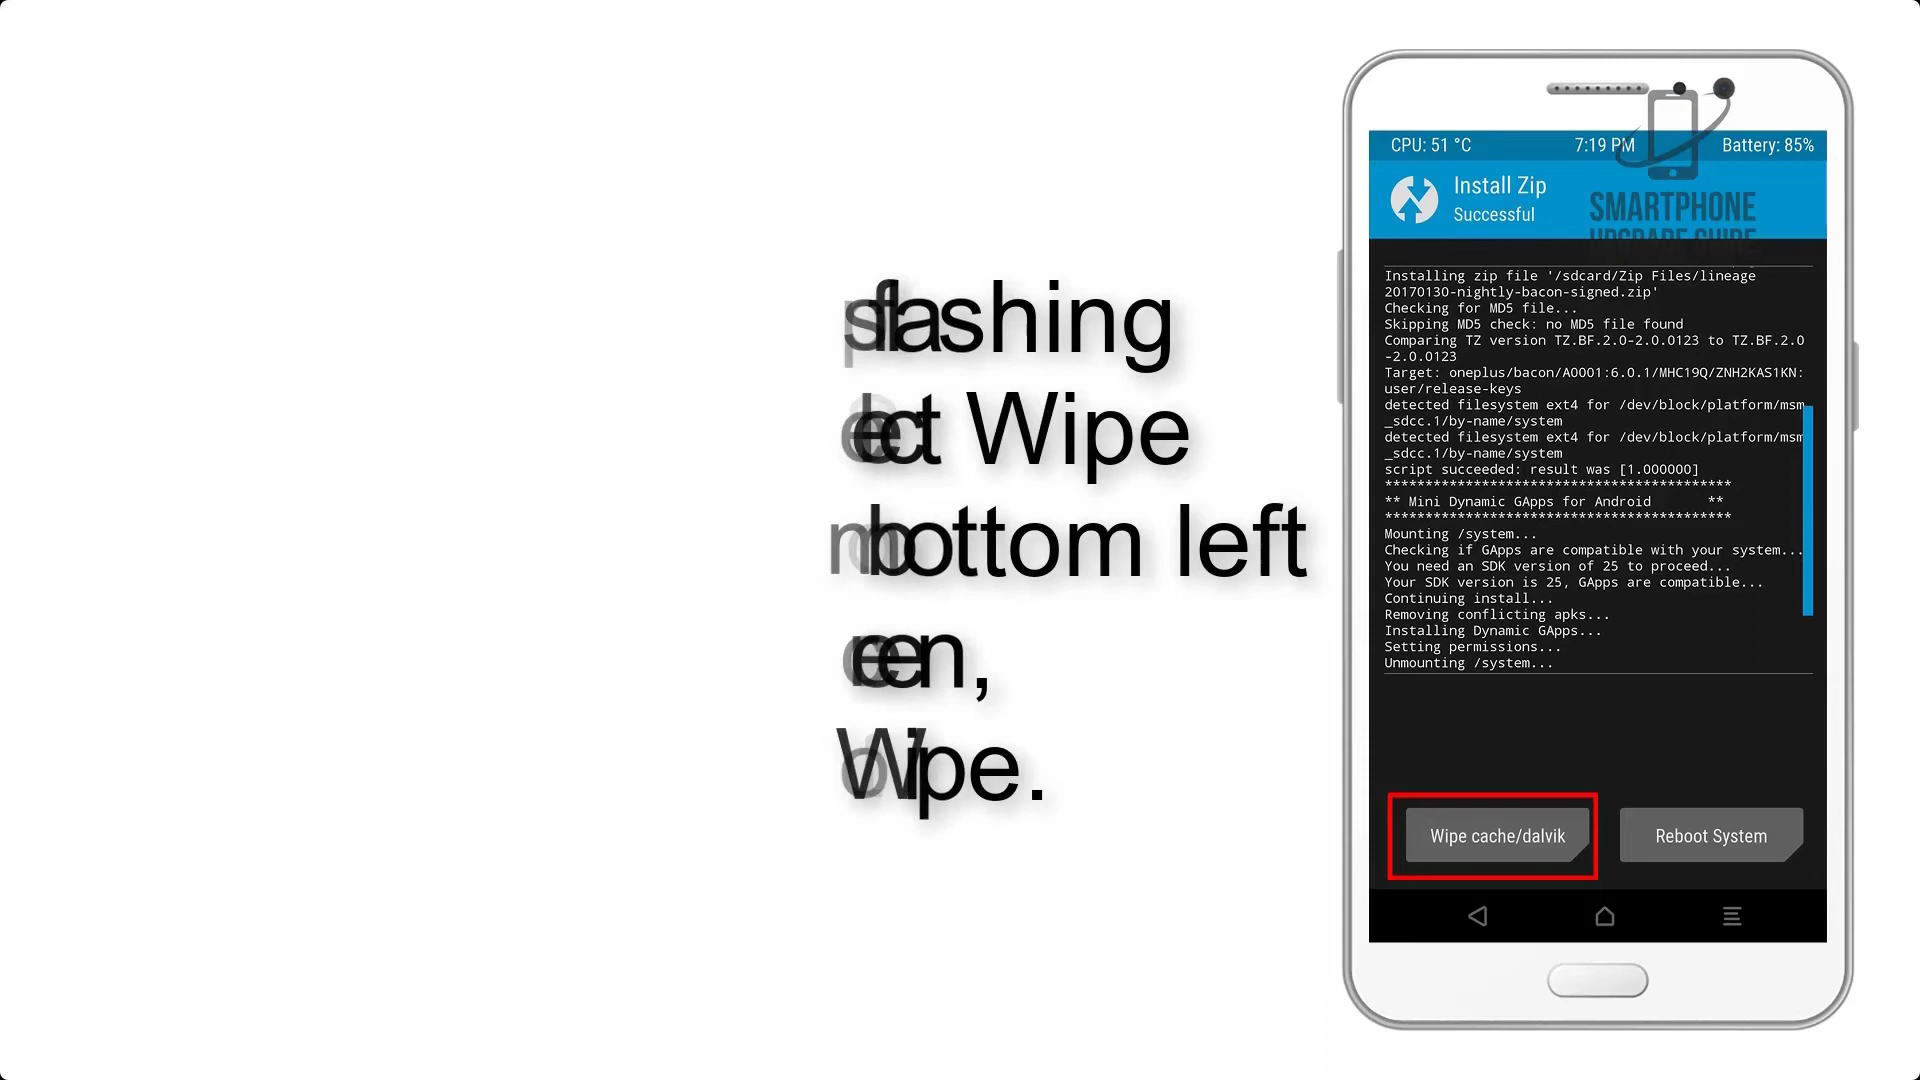 flashing
Wipe
bottom left
Wipe.
CPU: 51 °C 7:19 PM Battery: 85%
Install Zip
Successful
SMARTPHONE
UPGRADE GUIDE
Installing zip file '/sdcard/Zip Files/lineage
20170130-nightly-bacon-signed.zip'
Checking for MD5 file...
Skipping MD5 check: no MD5 file found
Comparing TZ version TZ.BF.2.0-2.0.0123 to TZ.BF.2.0
-2.0.0123
Target: oneplus/bacon/A0001:6.0.1/MHC19Q/ZNH2KAS1KN:
user/release-keys
detected filesystem ext4 for /dev/block/platform/msm
_sdcc.1/by-name/system
detected filesystem ext4 for /dev/block/platform/msm
_sdcc.1/by-name/system
script succeeded: result was [1.000000]
*******************************************
** Mini Dynamic GApps for Android **
*******************************************
Mounting /system...
Checking if GApps are compatible with your system...
You need an SDK version of 25 to proceed...
Your SDK version is 25, GApps are compatible...
Continuing install...
Removing conflicting apks...
Installing Dynamic GApps...
Setting permissions...
Unmounting /system...
Wipe cache/dalvik Reboot System